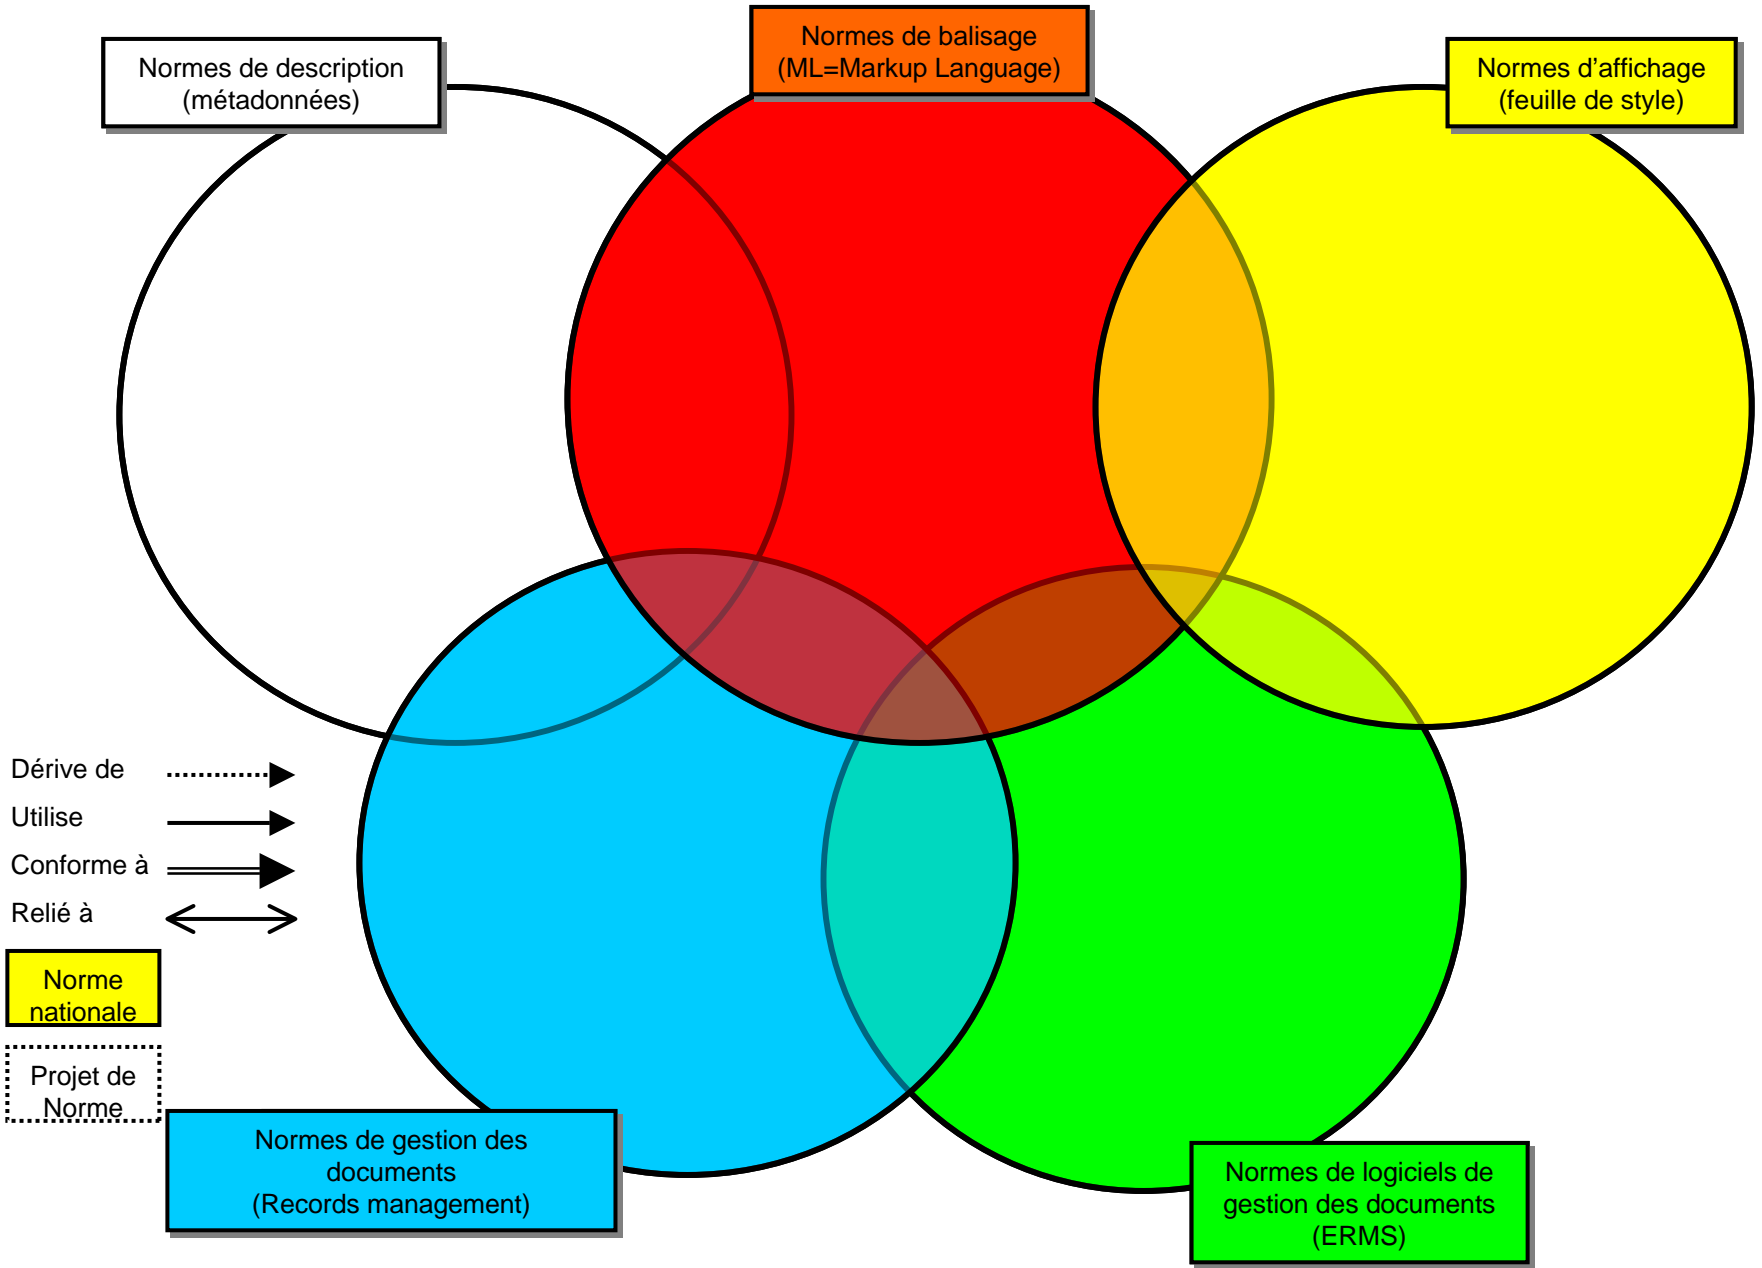 Normes de balisage
(ML=Markup Language)
Normes de description
(métadonnées)
Normes d'affichage
(feuille de style)
Dérive de
Utilise
Conforme à
Relié à
Norme
nationale
Projet de
Norme
Normes de gestion des
documents
(Records management)
Normes de logiciels de
gestion des documents
(ERMS)